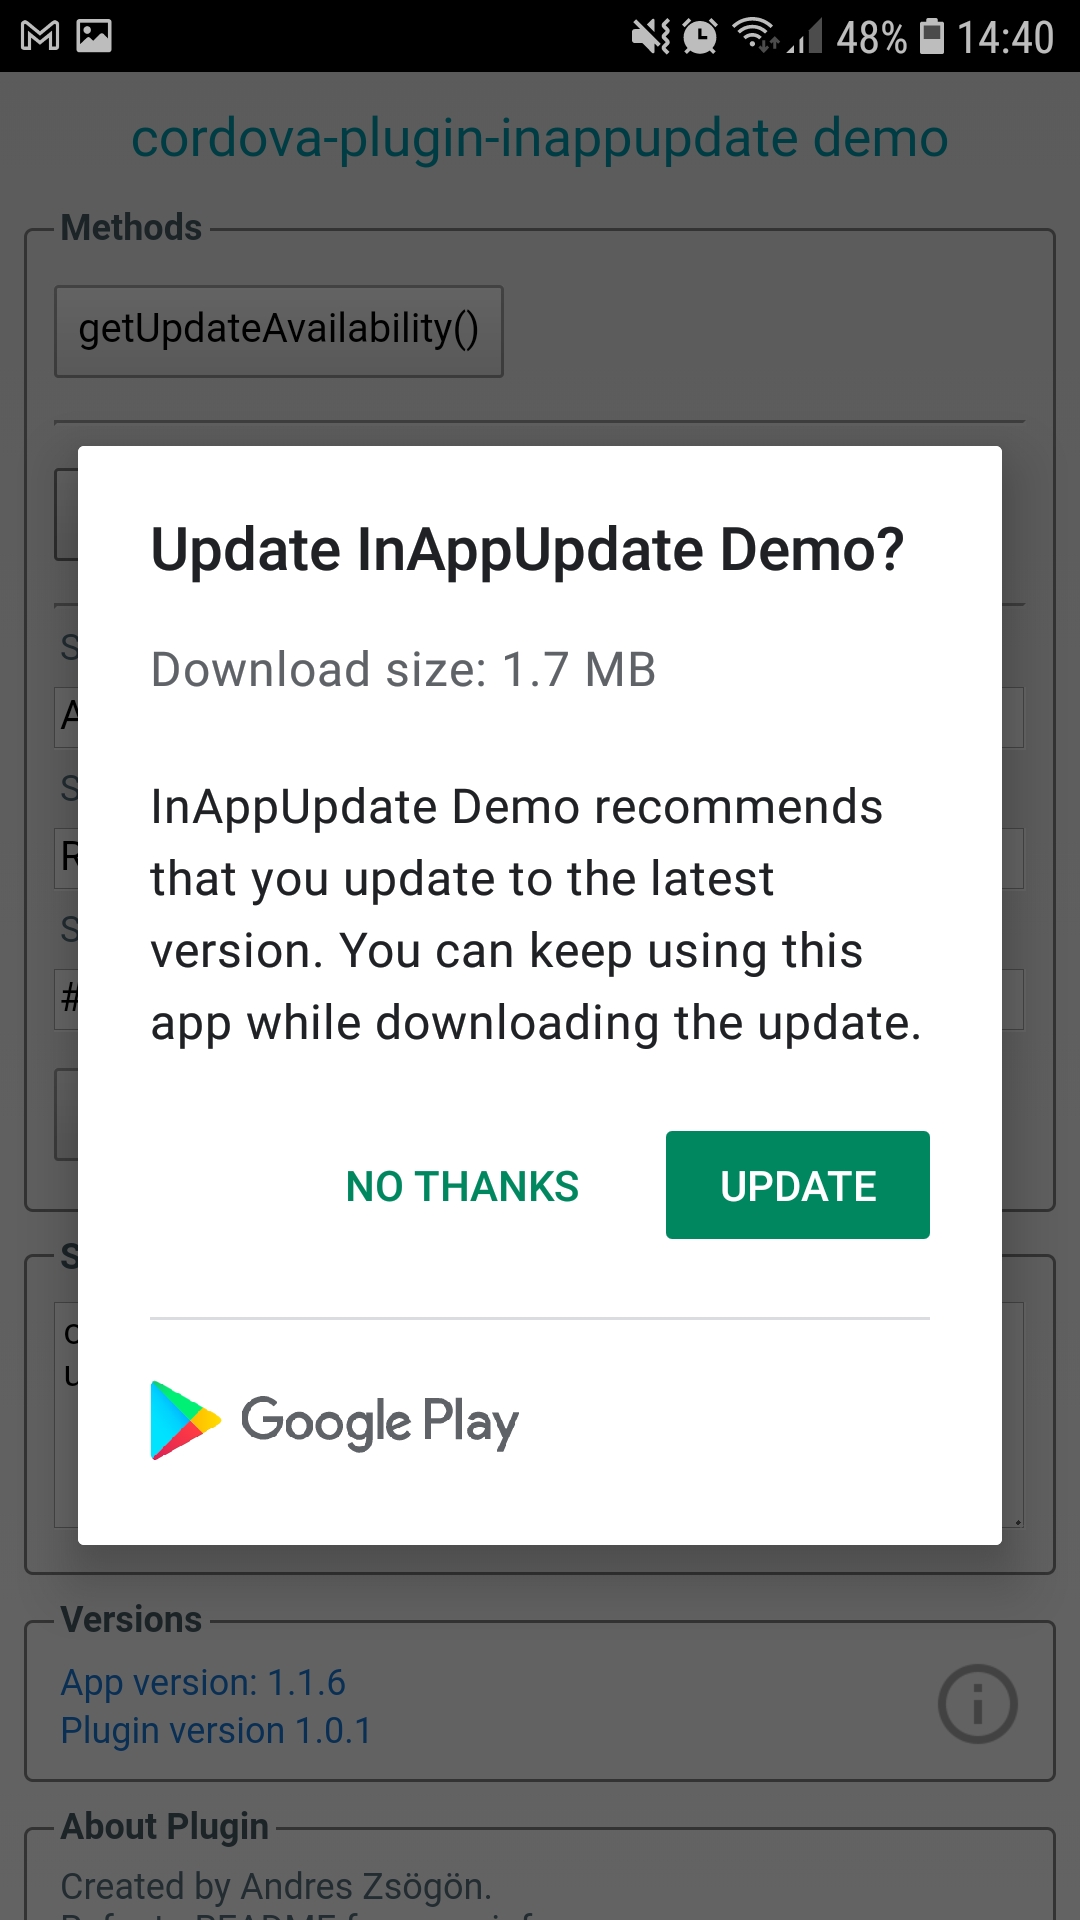 48% 14:40
cordova-plugin-inappupdate demo
Methods
getUpdateAvailability()
Update InAppUpdate Demo?
Download size: 1.7 MB
InAppUpdate Demo recommends
that you update to the latest
version. You can keep using this
app while downloading the update.
NO THANKS UPDATE
Google Play
Versions
App version: 1.1.6
Plugin version 1.0.1
About Plugin
Created by Andres Zsögön.